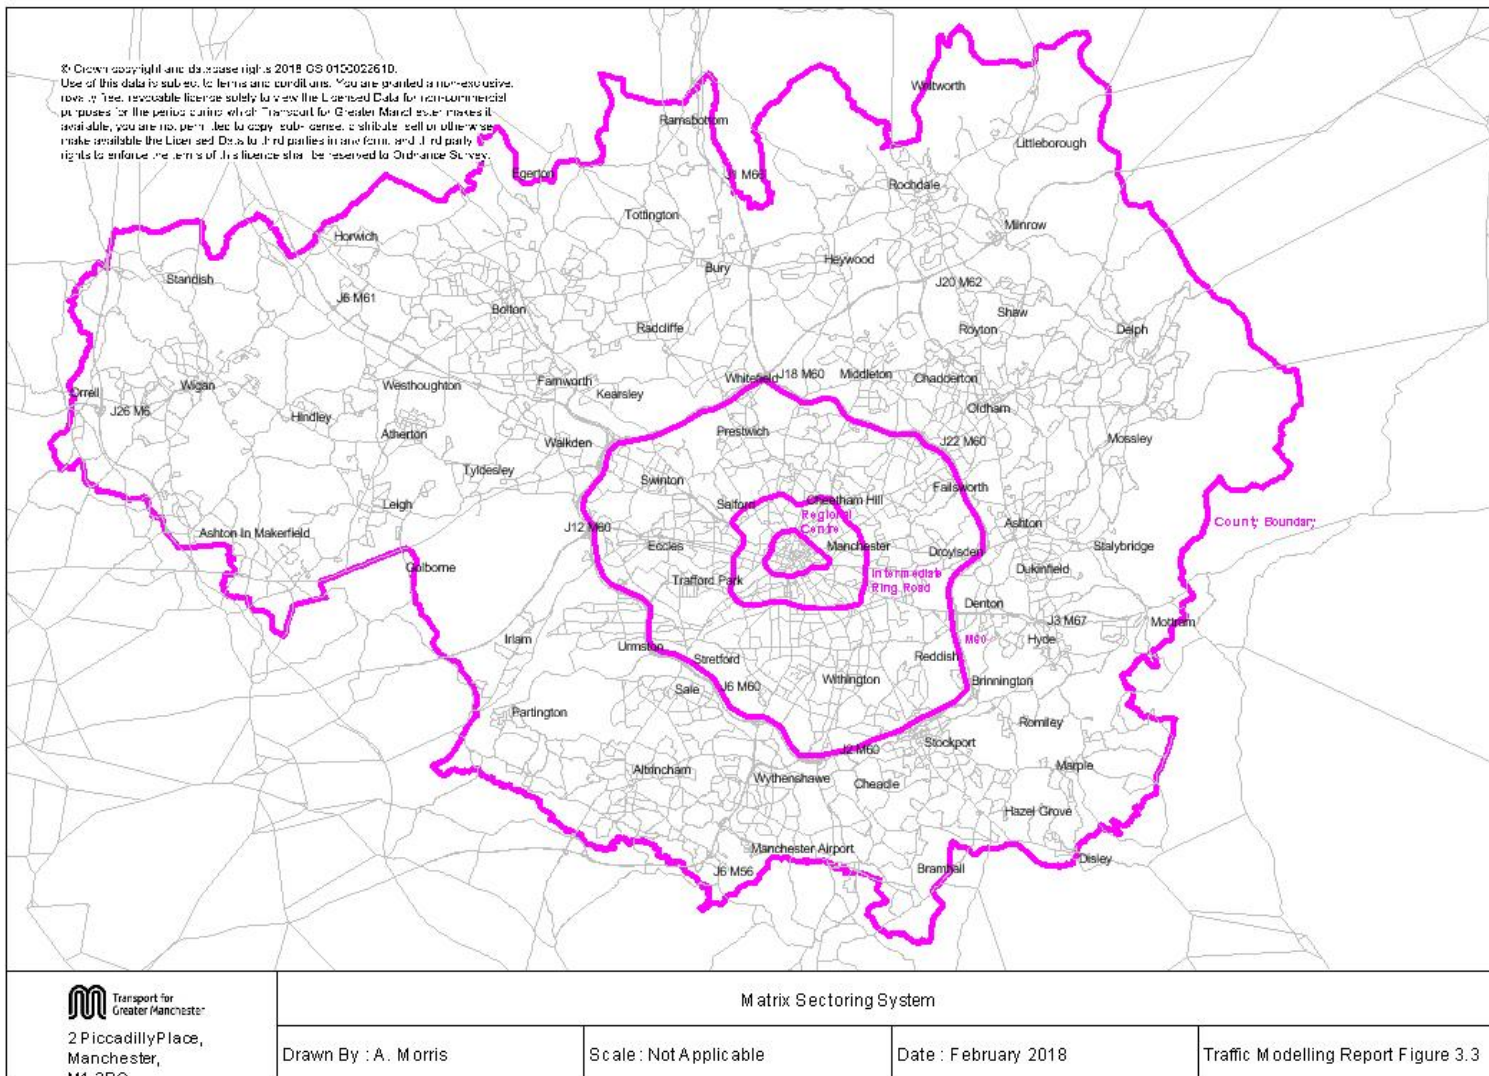 © Crown copyright and database rights 2018 OS 0100022610.
Use of this data is subject to terms and conditions. You are granted a non-exclusive,
royalty free, revocable licence solely to view the Licensed Data for non-commercial
purposes for the period during which Transport for Greater Manchester makes it
available, you are not permitted to copy, sub-license, distribute, sell or otherwise
make available the Licensed Data to third parties in any form, and third party
rights to enforce the terms of this licence shall be reserved to Ordnance Survey.
Whitworth
Ramsbottom
Littleborough
Egerton
J1 M66
Rochdale
Tottington
Milnrow
Horwich
Standish
Bury
Heywood
J20 M62
J6 M61
Bolton
Shaw
Radcliffe
Royton
Delph
Orrell
Wigan
Westhoughton
Farnworth
Kearsley
Whitefield
J18 M60
Middleton
Chadderton
J26 M6
Hindley
Oldham
Atherton
Walkden
Prestwich
J22 M60
Mossley
Tyldesley
Swinton
Failsworth
Leigh
Salford
Cheetham Hill
Regional
Centre
Ashton
County Boundary
Ashton In Makerfield
J12 M60
Eccles
Manchester
Droylsden
Stalybridge
Golborne
Trafford Park
Intermediate
Ring Road
Dukinfield
Denton
J3 M67
Mottram
Irlam
Urmston
M60
Hyde
Stretford
Reddish
Sale
J6 M60
Withington
Brinnington
Partington
Romiley
J2 M60
Stockport
Altrincham
Wythenshawe
Cheadle
Marple
Hazel Grove
Manchester Airport
Disley
J6 M56
Bramhall
Transport for
Greater Manchester
2 Piccadilly Place,
Manchester,
Matrix Sectoring System
Drawn By : A. Morris
Scale : Not Applicable
Date : February 2018
Traffic Modelling Report Figure 3.3